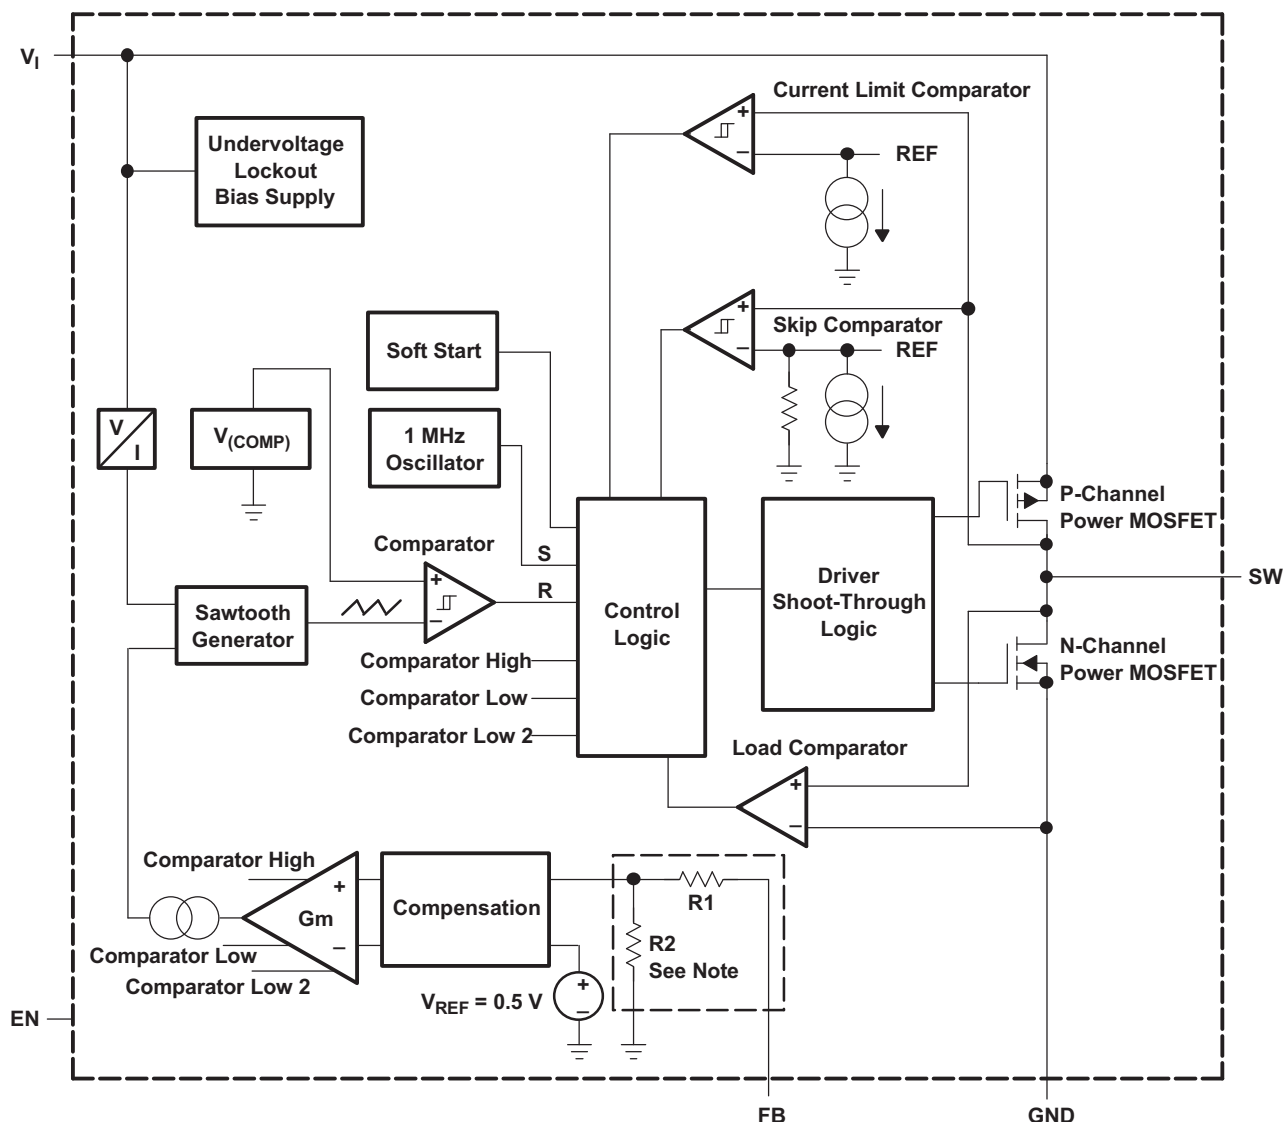 V_I
Current Limit Comparator
+
–
REF
Undervoltage
Lockout
Bias Supply
+
–
Skip Comparator
REF
Soft Start
V
I
V_(COMP)
1 MHz
Oscillator
P-Channel
Power MOSFET
Comparator
+
–
S
R
SW
Sawtooth
Generator
Control
Logic
Driver
Shoot-Through
Logic
N-Channel
Power MOSFET
Comparator High
Comparator Low
Comparator Low 2
Load Comparator
+
–
Comparator High
+
Gm
–
Compensation
R1
R2
See Note
Comparator Low
Comparator Low 2
V_REF = 0.5 V
+
–
EN
FB
GND